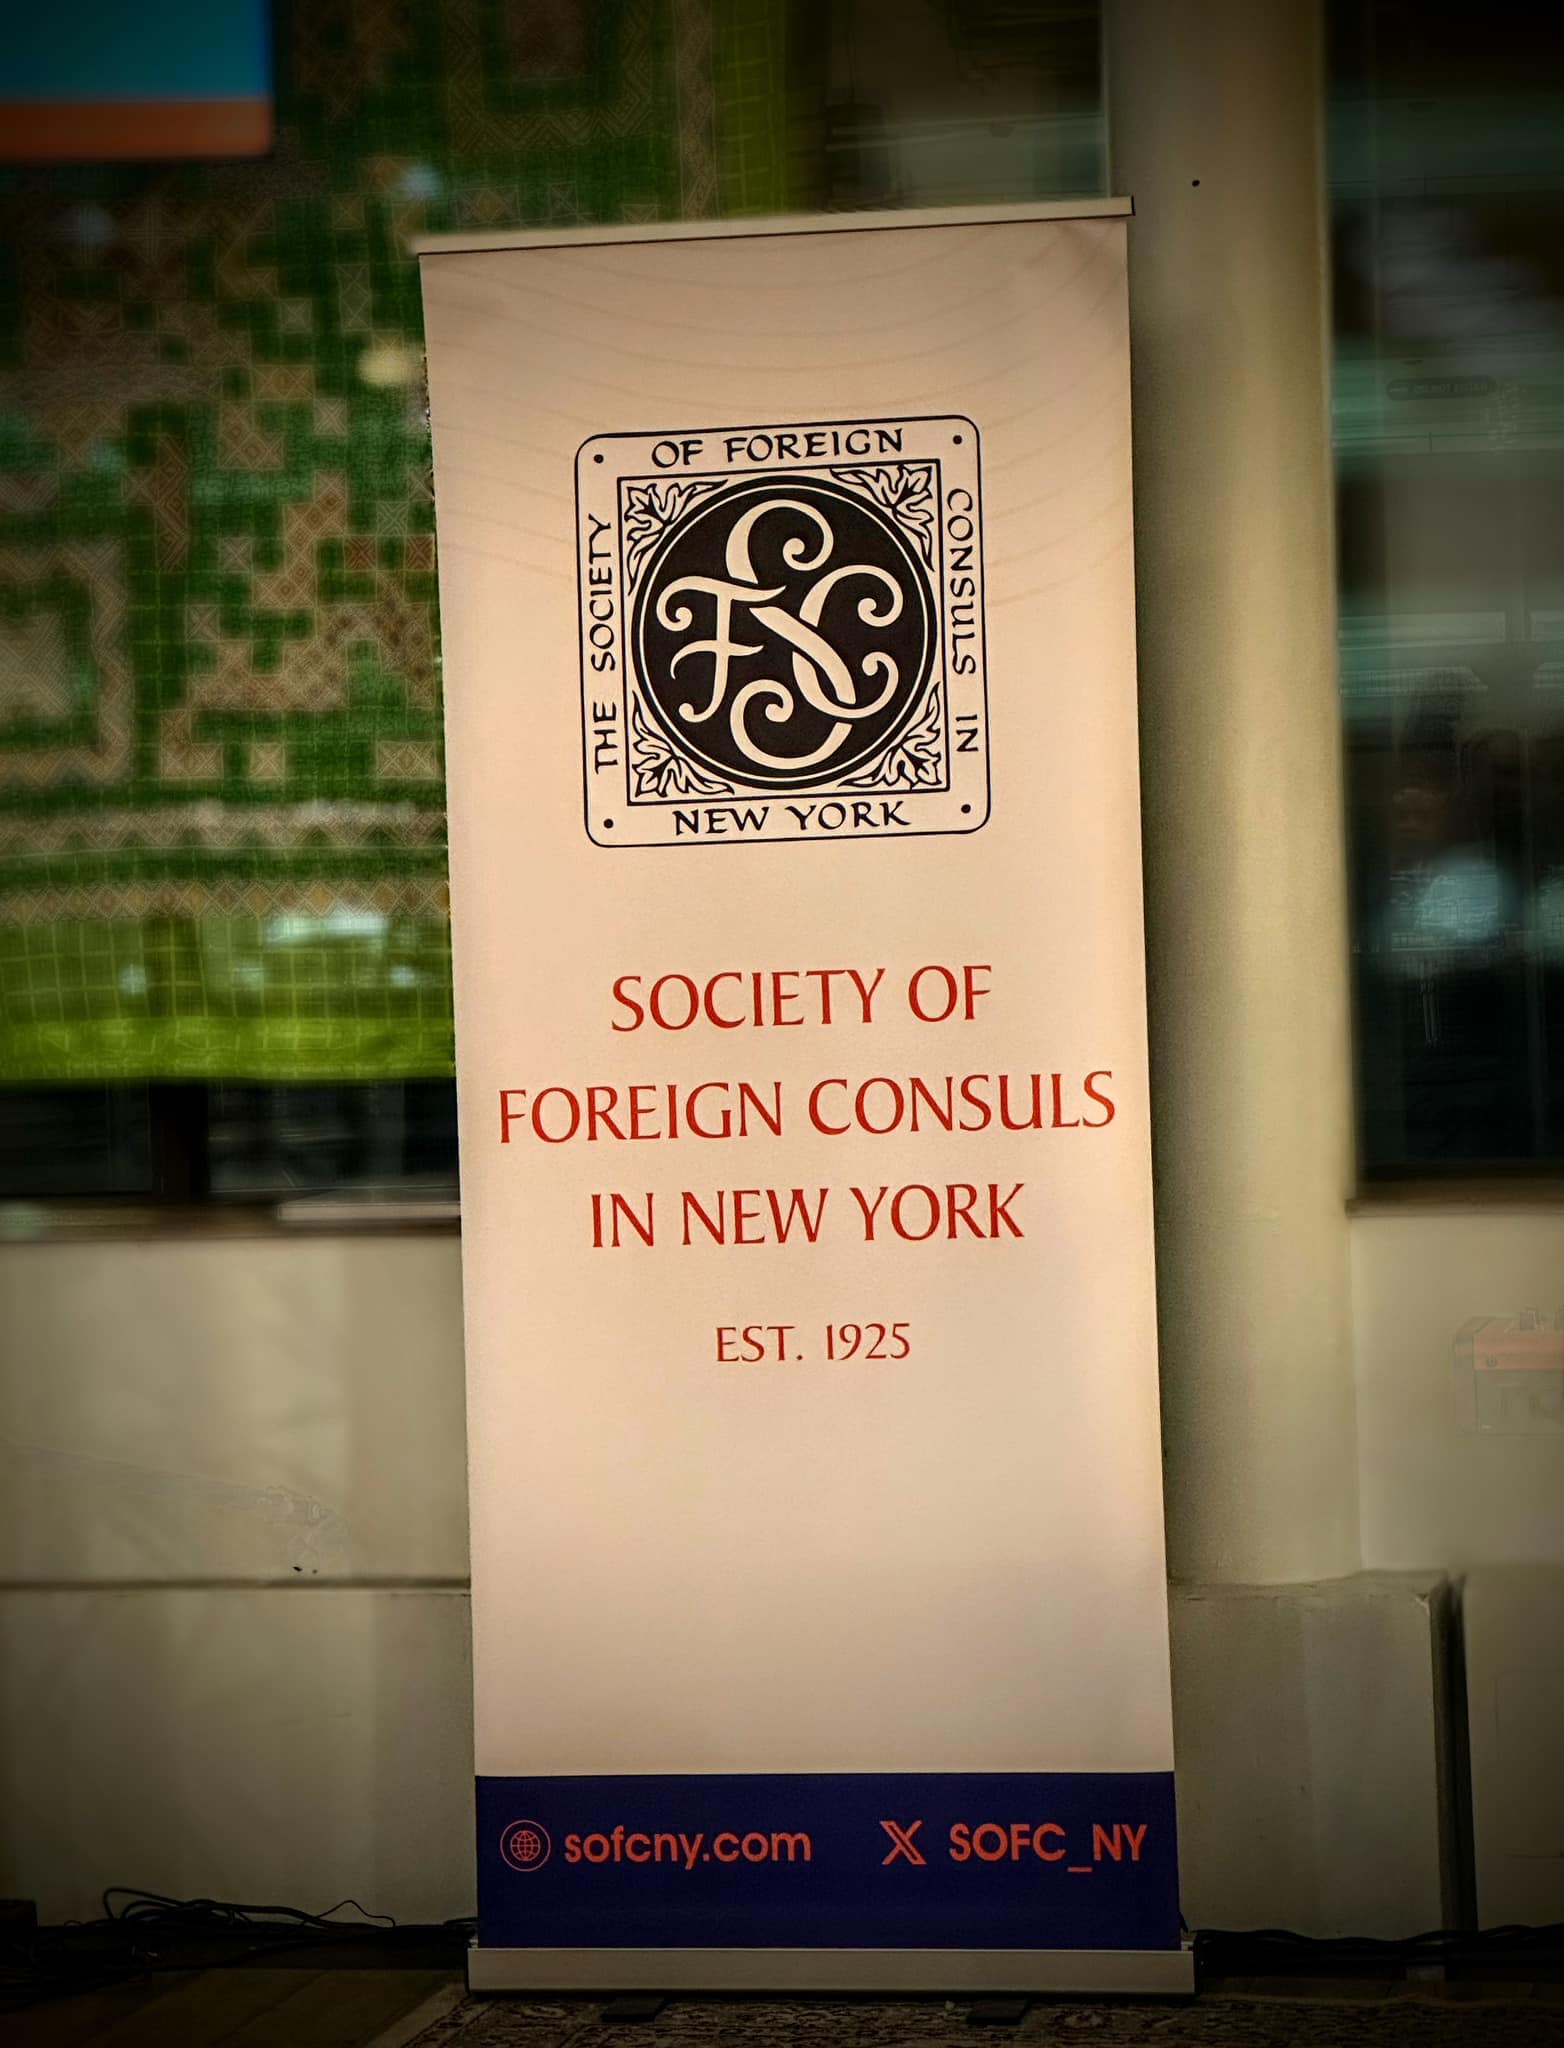 THE SOCIETY
OF FOREIGN
CONSULS IN
NEW YORK
SFCS
SOCIETY OF
FOREIGN CONSULS
IN NEW YORK
EST. 1925
sofcny.com
X SOFC_NY